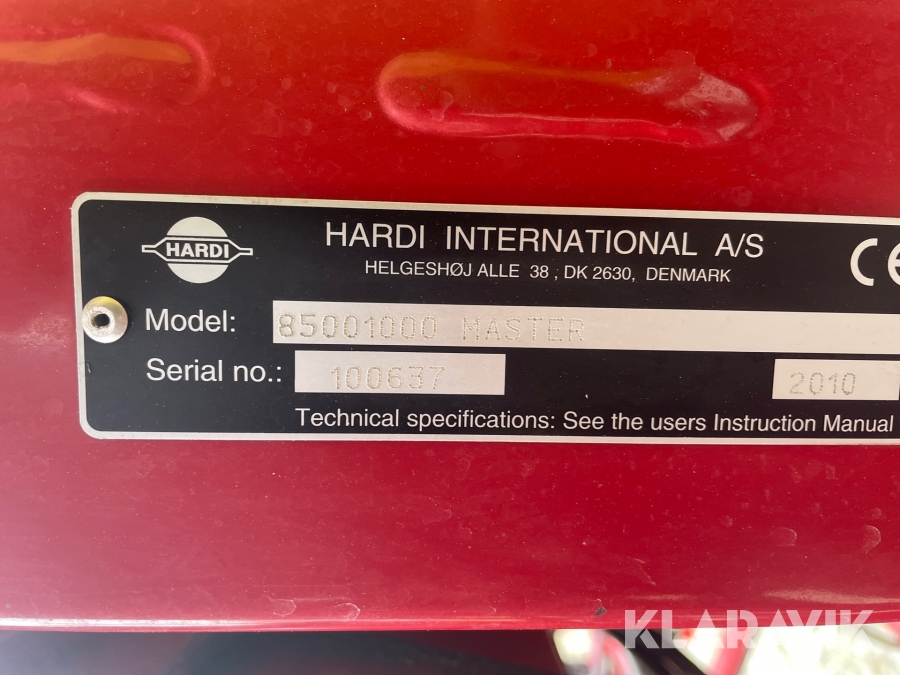 HARDI
HARDI INTERNATIONAL A/S
HELGESHØJ ALLE 38 , DK 2630, DENMARK
CE
Model: 85001000 MASTER
Serial no.: 100637 2010
Technical specifications: See the users Instruction Manual
KLARAVIK